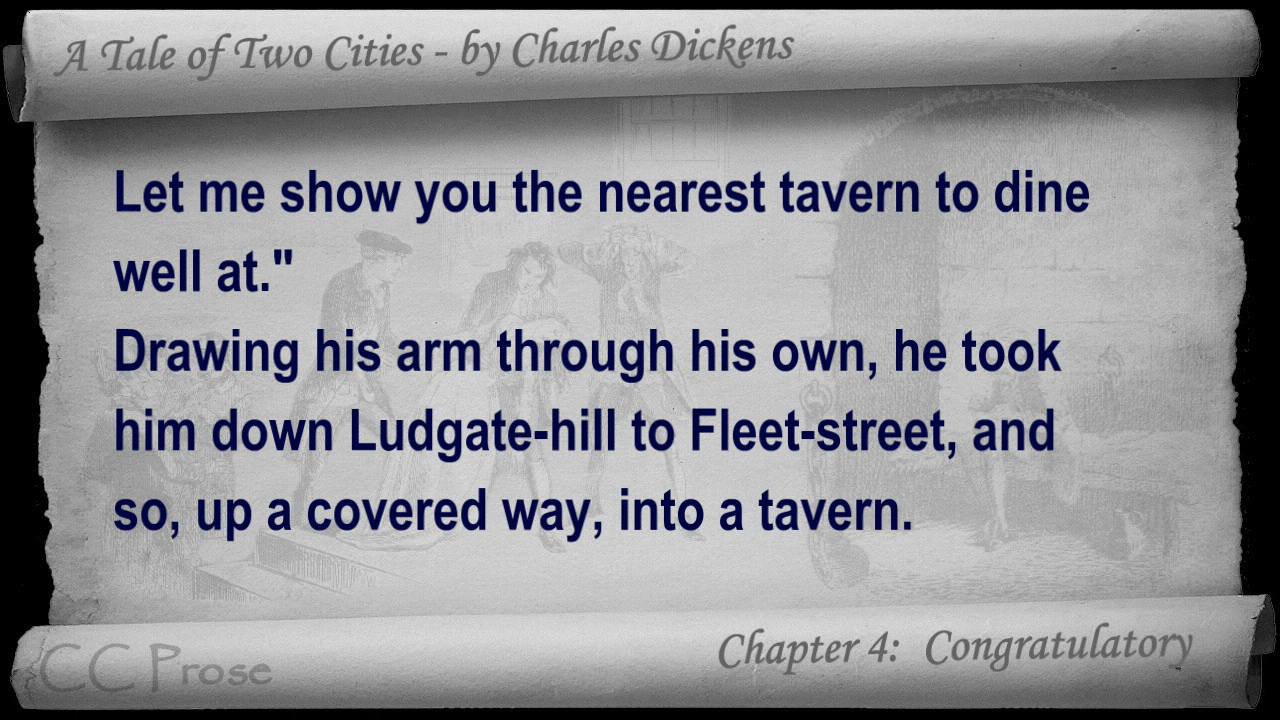 A Tale of Two Cities - by Charles Dickens
Let me show you the nearest tavern to dine
well at."
Drawing his arm through his own, he took
him down Ludgate-hill to Fleet-street, and
so, up a covered way, into a tavern.
CC Prose
Chapter 4: Congratulatory